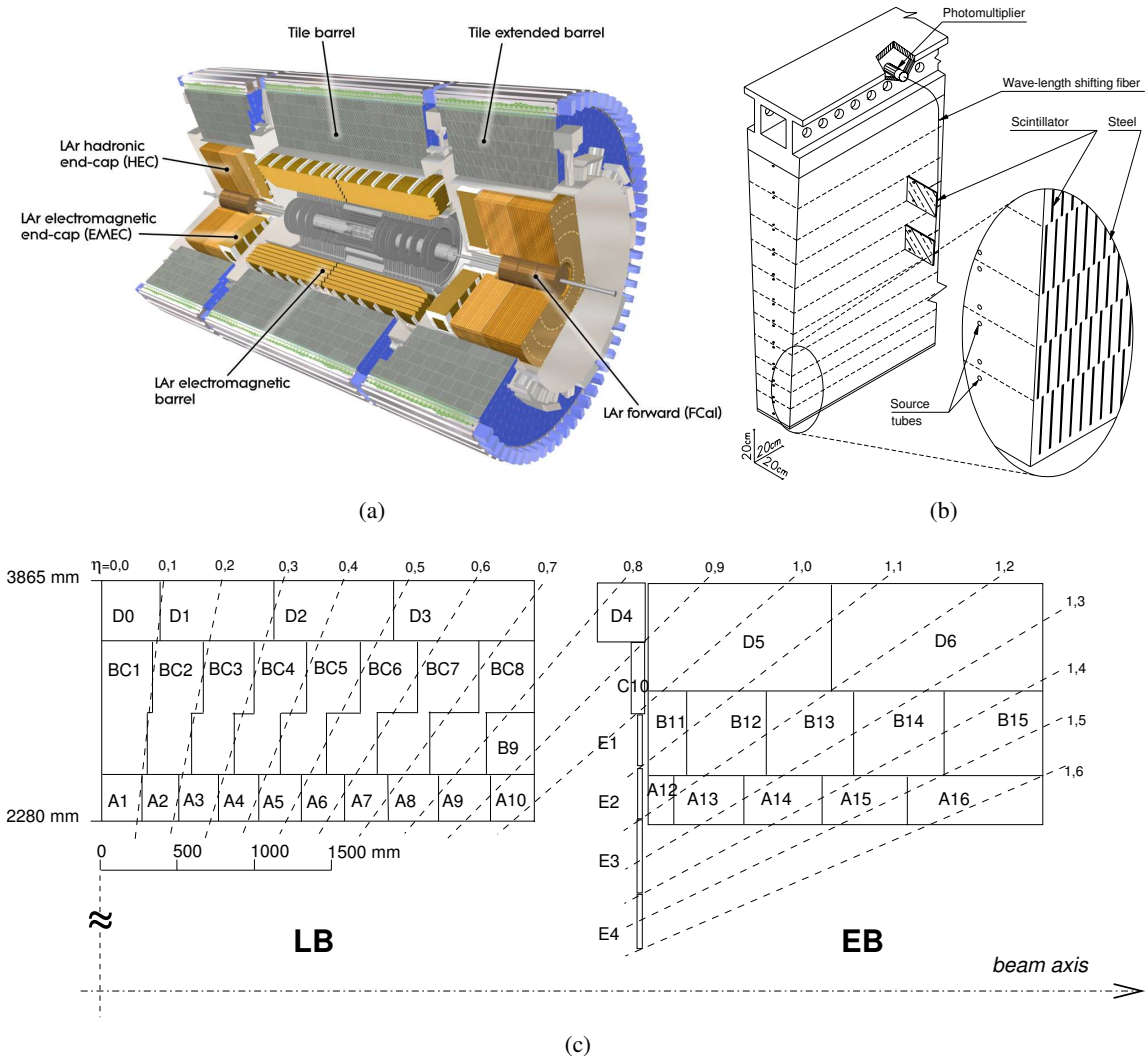 Tile barrel
Tile extended barrel
LAr hadronic
end-cap (HEC)
LAr electromagnetic
end-cap (EMEC)
LAr electromagnetic
barrel
LAr forward (FCal)
(a)
Photomultiplier
Wave-length shifting fiber
Scintillator
Steel
Source
tubes
20cm
20cm
20cm
(b)
3865 mm
η=0,0 0,1 0,2 0,3 0,4 0,5 0,6 0,7 0,8 0,9 1,0 1,1 1,2
1,3
D0 D1 D2 D3 D4 D5 D6
1,4
BC1 BC2 BC3 BC4 BC5 BC6 BC7 BC8 C10
B11 B12 B13 B14 B15
1,5
B9 E1
1,6
A1 A2 A3 A4 A5 A6 A7 A8 A9 A10 E2 A12 A13 A14 A15 A16
2280 mm
0 500 1000 1500 mm
E3
E4
LB EB
beam axis
(c)